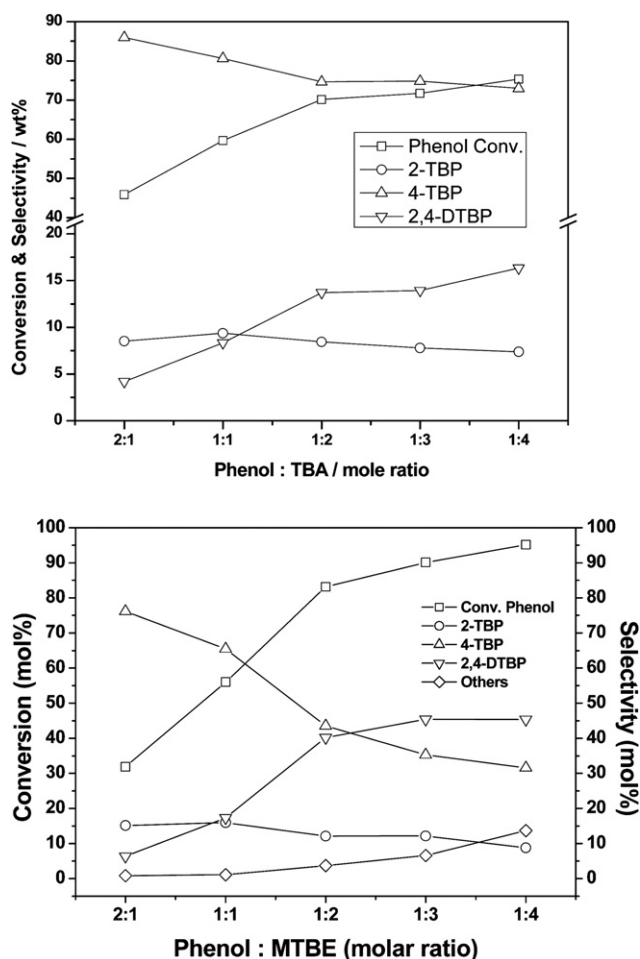 90
80
70
60
50
40
20
15
10
5
0
Conversion & Selectivity / wt%
Phenol Conv.
2-TBP
4-TBP
2,4-DTBP
2:1 1:1 1:2 1:3 1:4
Phenol : TBA / mole ratio
100 100
90 90
80 80
70 70
60 60
50 50
40 40
30 30
20 20
10 10
0 0
Conversion (mol%)
Selectivity (mol%)
Conv. Phenol
2-TBP
4-TBP
2,4-DTBP
Others
2:1 1:1 1:2 1:3 1:4
Phenol : MTBE (molar ratio)